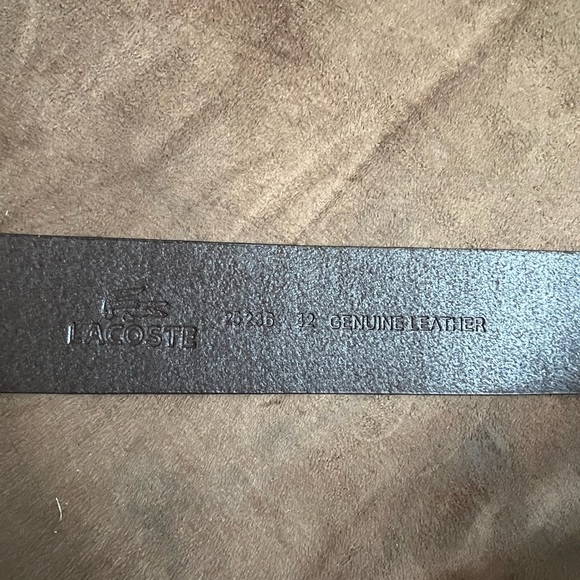 LACOSTE 32 GENUINE LEATHER